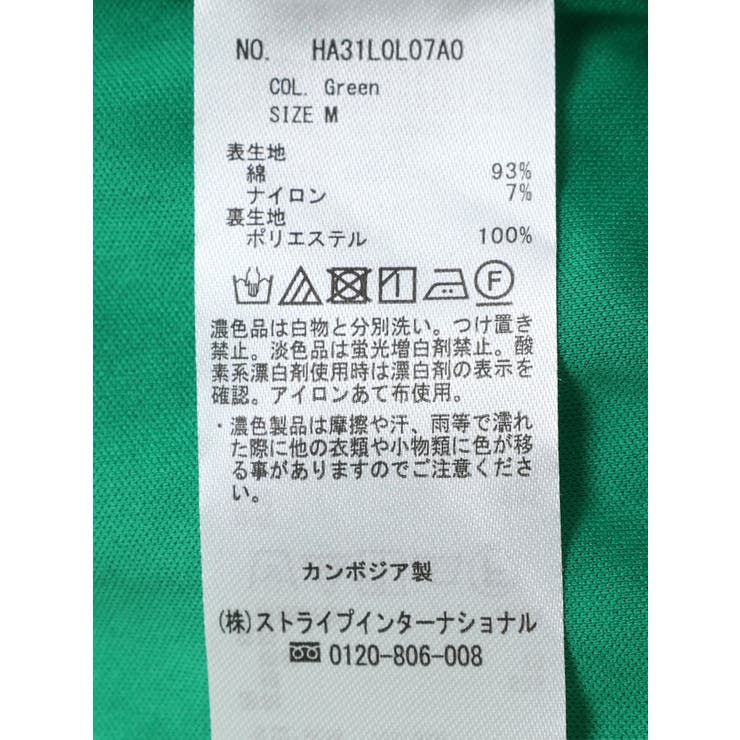 NO. HA31L0L07A0
COL. Green
SIZE M
表生地
綿 93%
ナイロン 7%
裏生地
ポリエステル 100%
F
濃色品は白物と分別洗い。つけ置き
禁止。淡色品は蛍光増白剤禁止。酸
素系漂白剤使用時は漂白剤の表示を
確認。アイロンあて布使用。
・濃色製品は摩擦や汗、雨等で濡れ
た際に他の衣類や小物類に色が移
る事がありますのでご注意くださ
い。
カンボジア製
(株)ストライプインターナショナル
0120-806-008